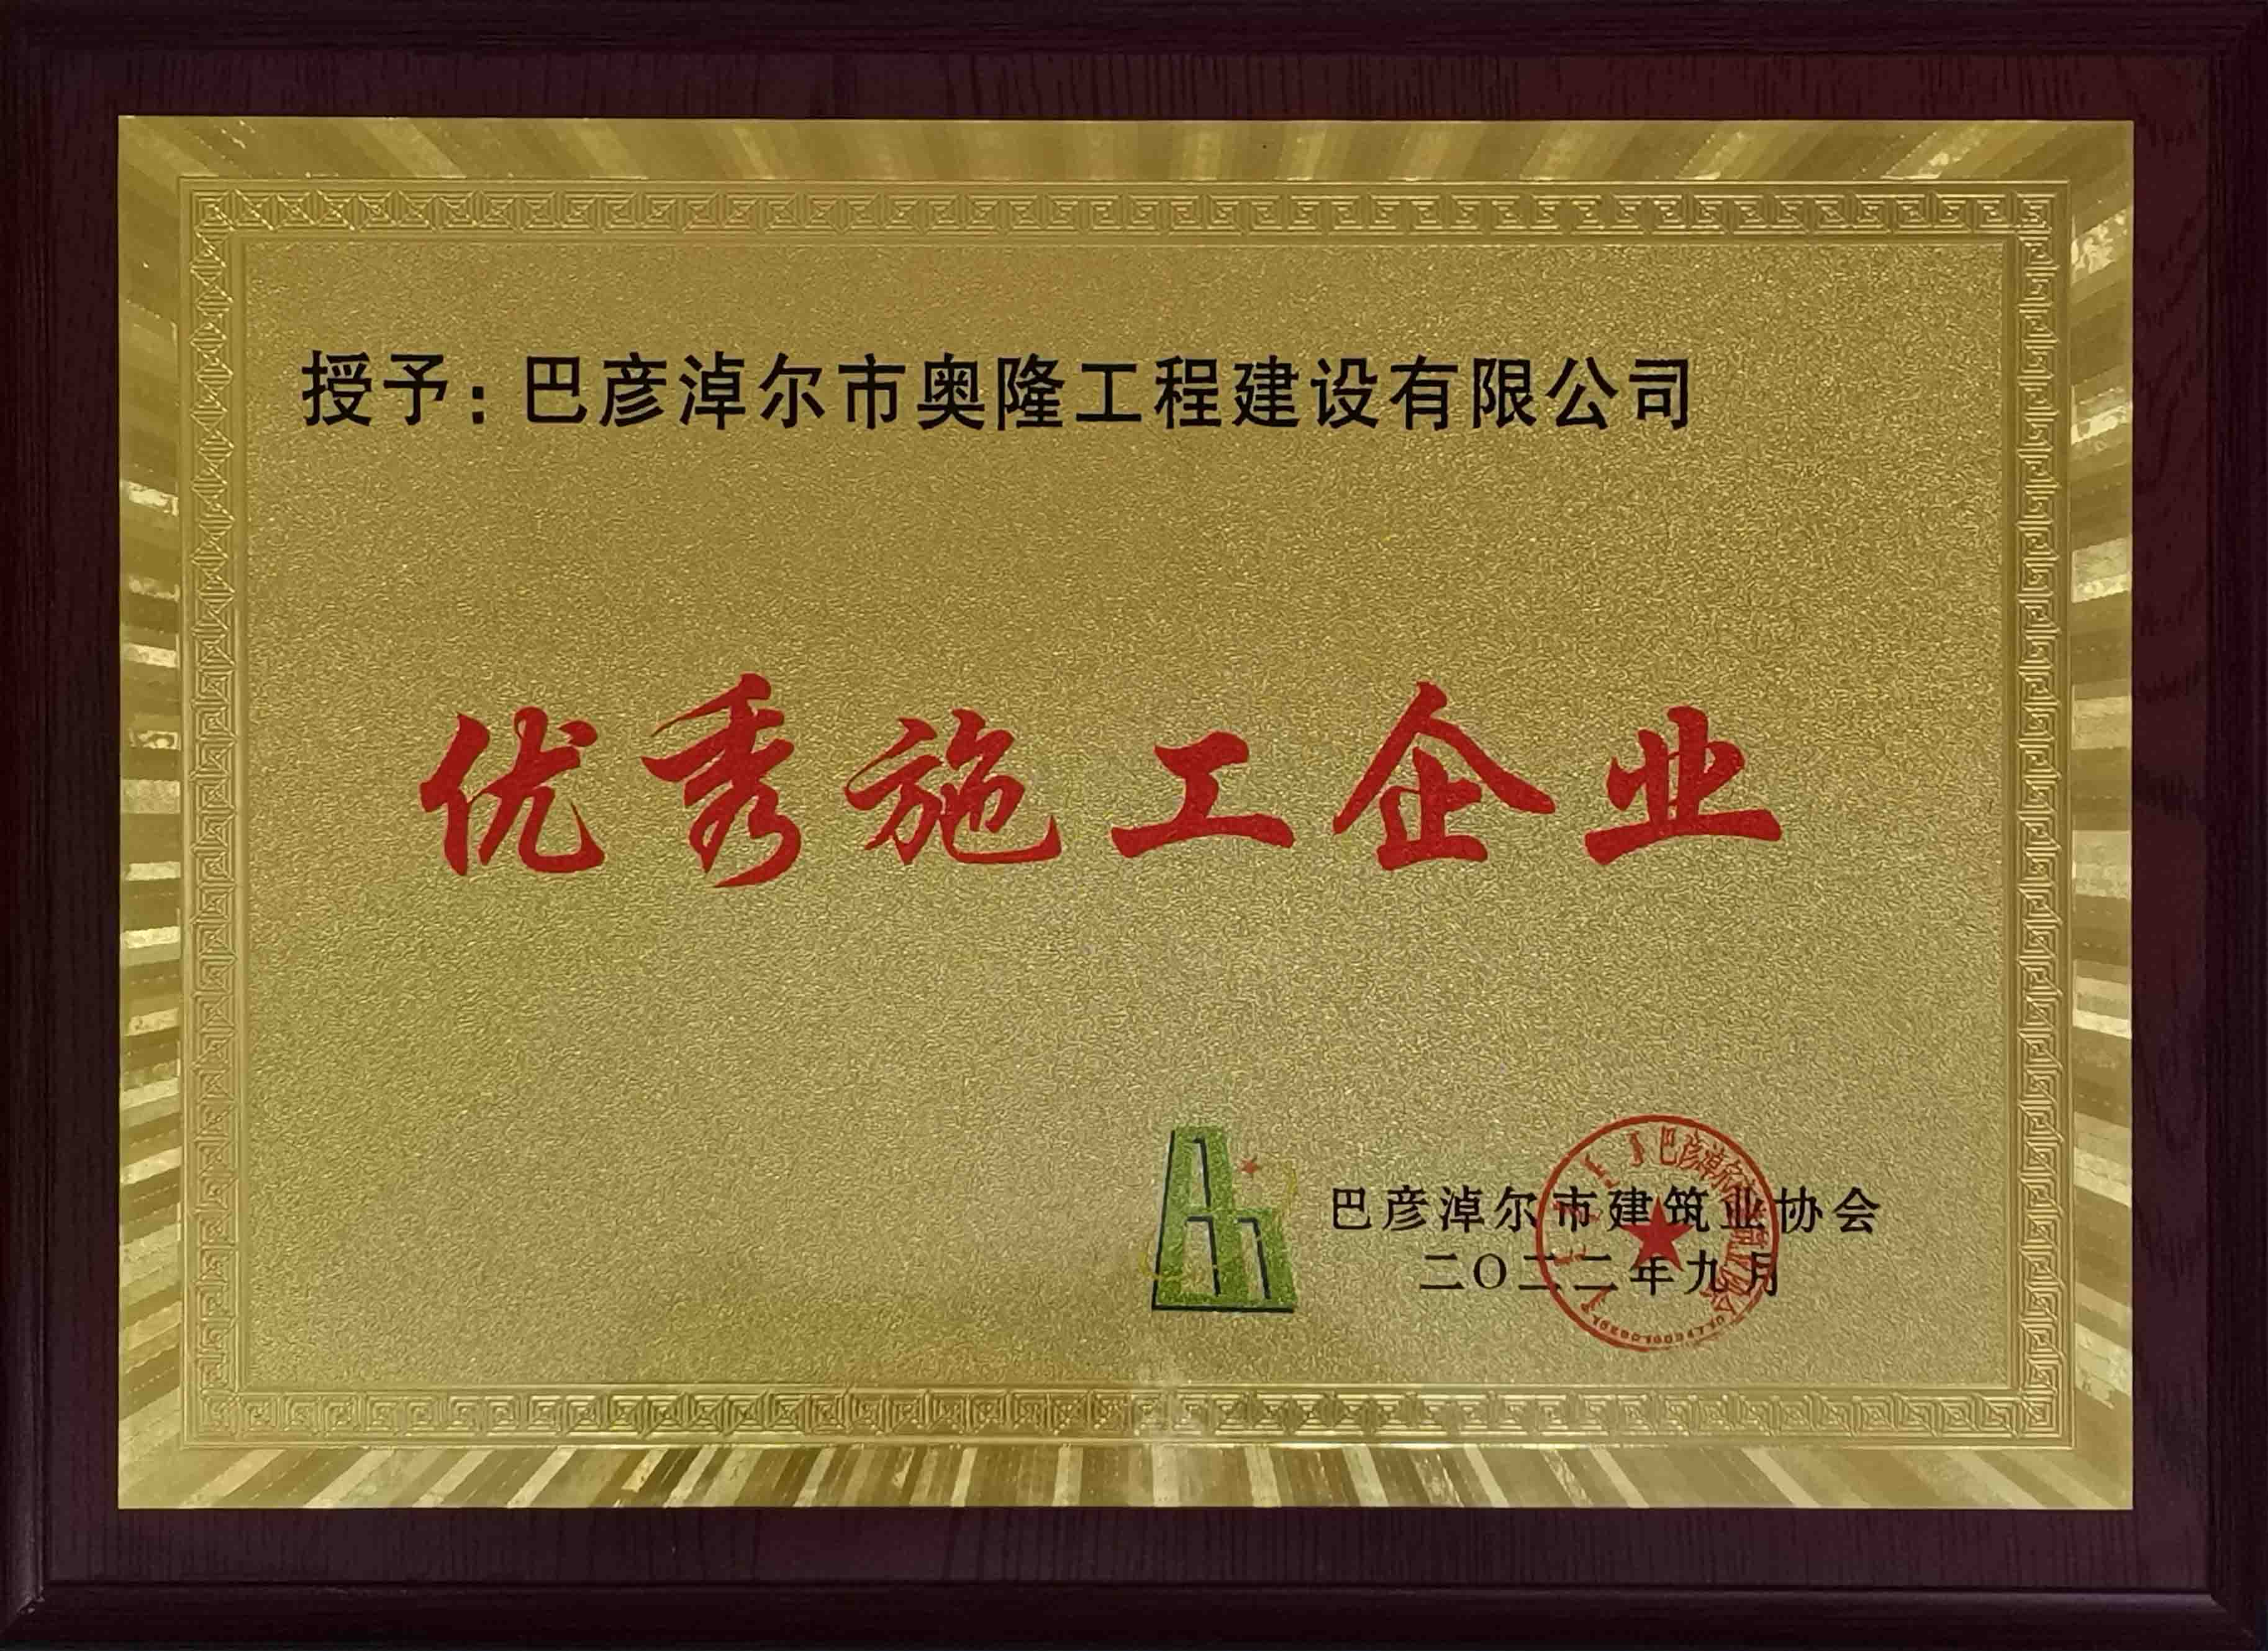 授予：巴彦淖尔市奥隆工程建设有限公司
优秀施工企业
巴彦淖尔市建筑业协会
二〇二二年九月